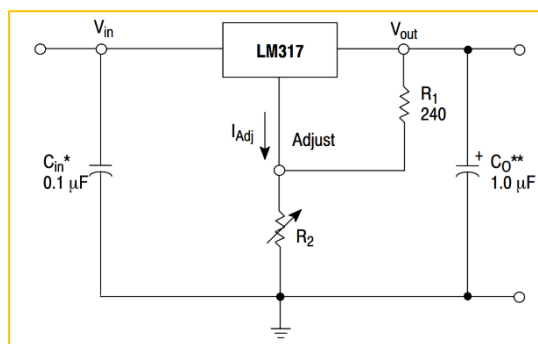 Vin
Vout
LM317
R1
240
IAdj
Adjust
Cin*
0.1 µF
+
CO**
1.0 µF
R2